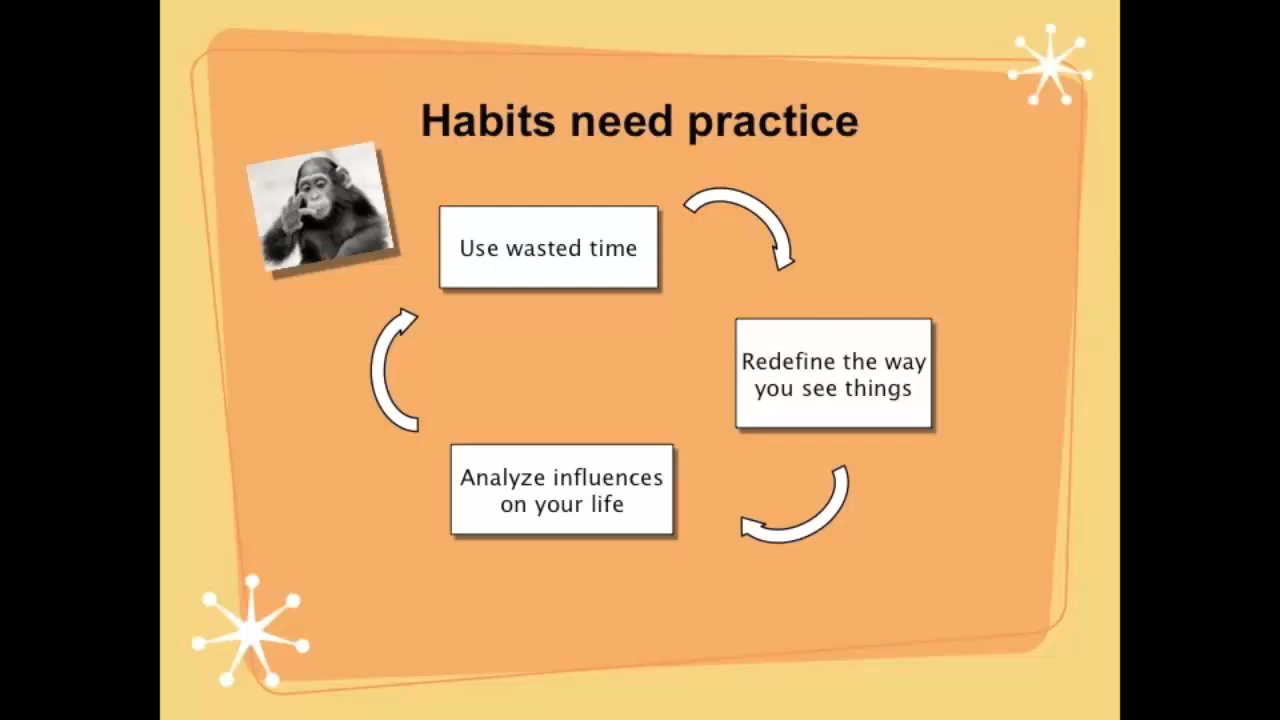 Habits need practice
Use wasted time
Redefine the way
you see things
Analyze influences
on your life